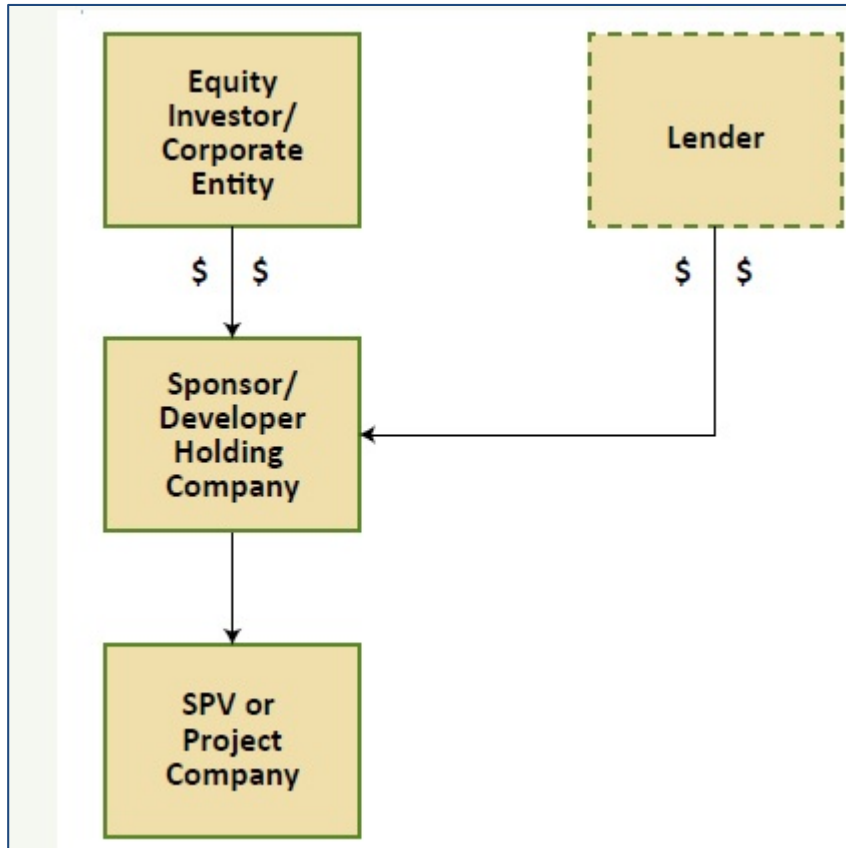 Equity
Investor/
Corporate
Entity
Lender
$ $
$ $
Sponsor/
Developer
Holding
Company
SPV or
Project
Company